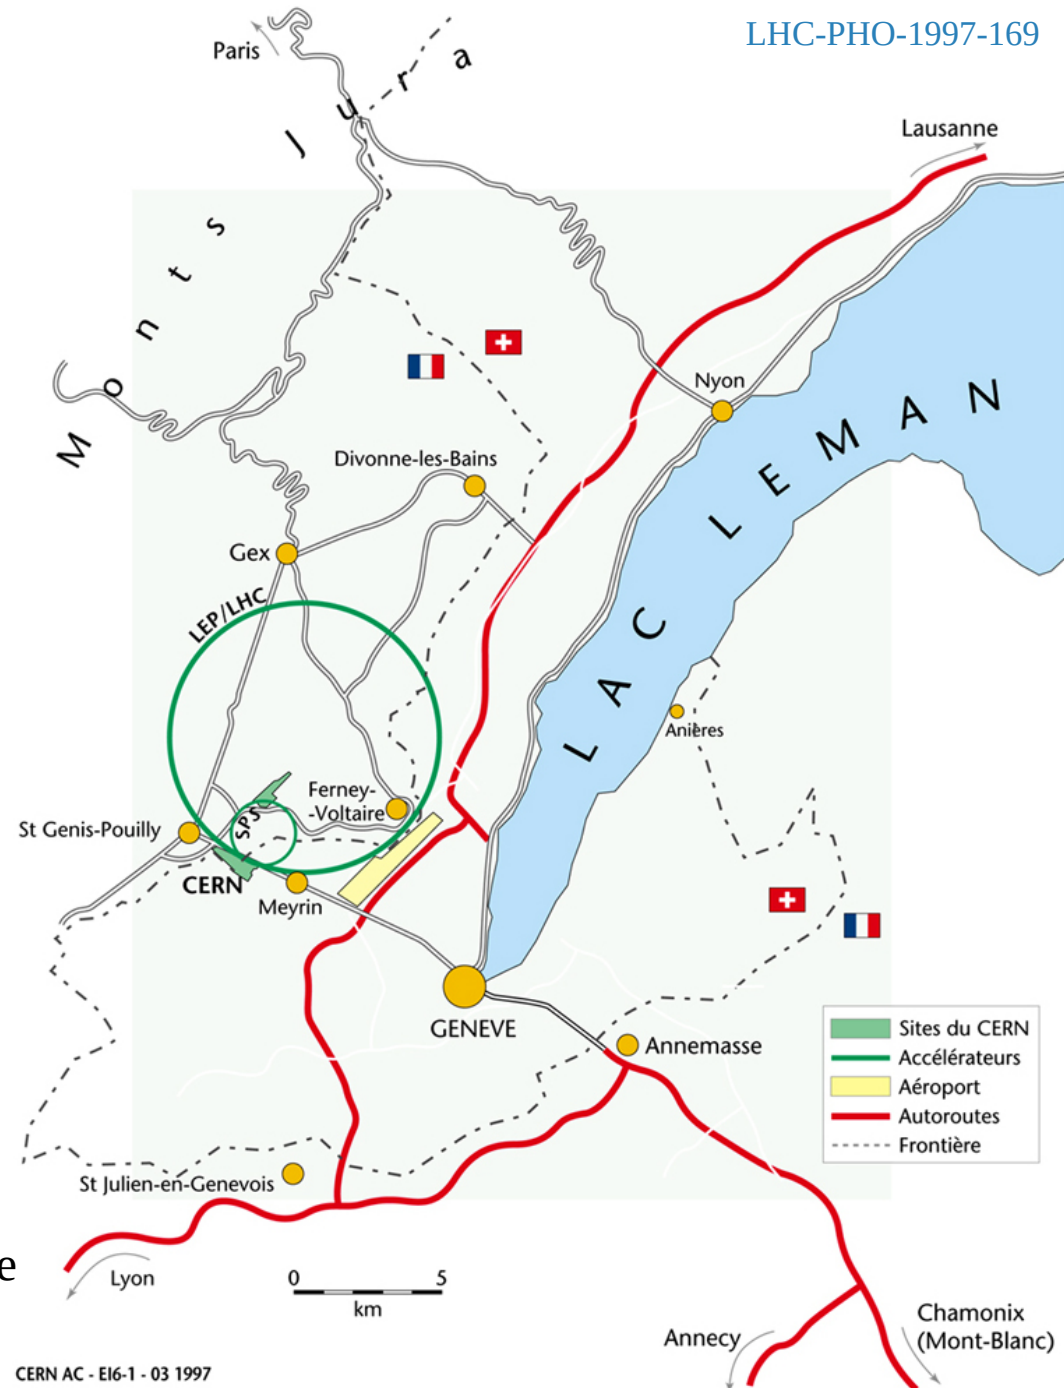 LHC-PHO-1997-169
Paris
Monts Jura
Lausanne
Nyon
LAC LEMAN
Divonne-les-Bains
Gex
LEP/LHC
Anières
Ferney-
-Voltaire
SPS
St Genis-Pouilly
CERN
Meyrin
GENEVE
Annemasse
Sites du CERN
Accélérateurs
Aéroport
Autoroutes
Frontière
St Julien-en-Genevois
e
Lyon
0 5
km
Annecy
Chamonix
(Mont-Blanc)
CERN AC - EI6-1 - 03 1997